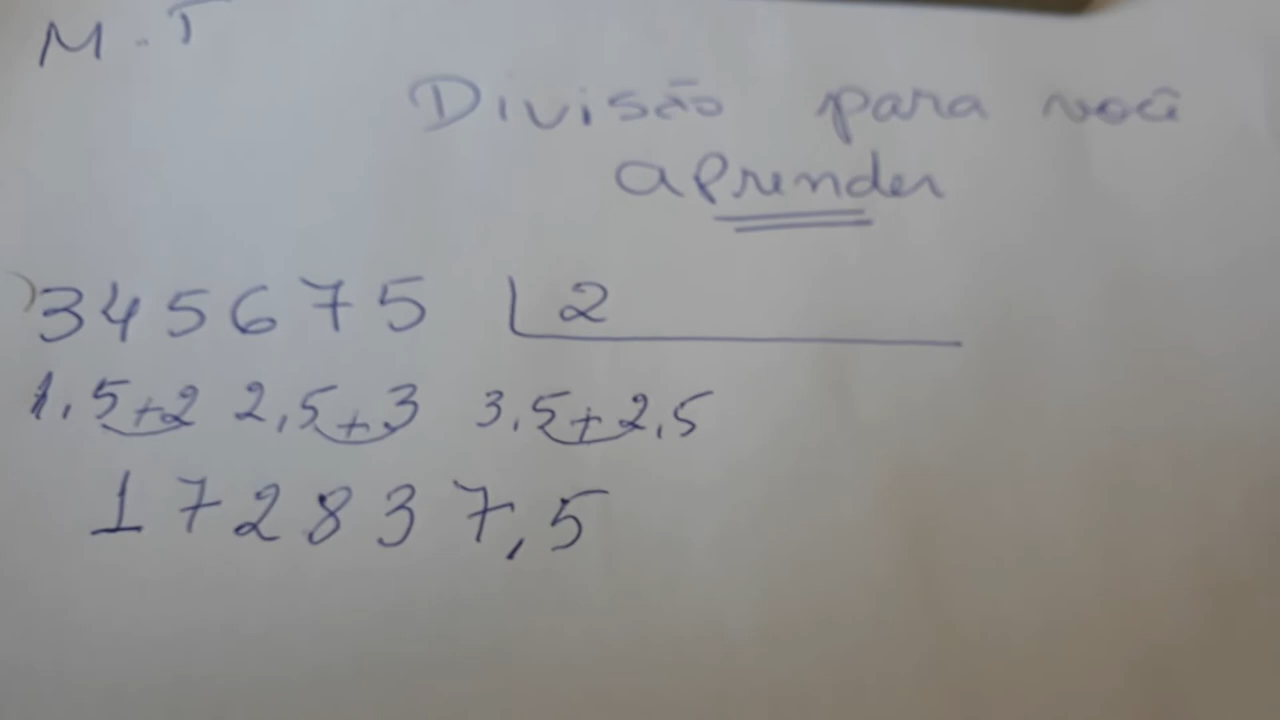 M.T
Divisão para você
aprender
345675 2
1,5+2 2,5+3 3,5+2,5
172837,5